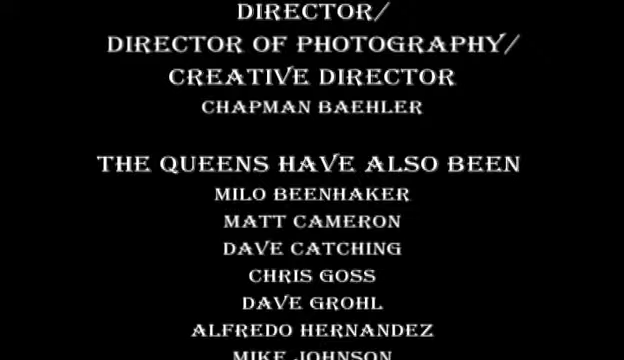 DIRECTOR/
DIRECTOR OF PHOTOGRAPHY/
CREATIVE DIRECTOR
CHAPMAN BAEHLER
THE QUEENS HAVE ALSO BEEN
MILO BEENHAKER
MATT CAMERON
DAVE CATCHING
CHRIS GOSS
DAVE GROHL
ALFREDO HERNANDEZ
MIKE JOHNSON